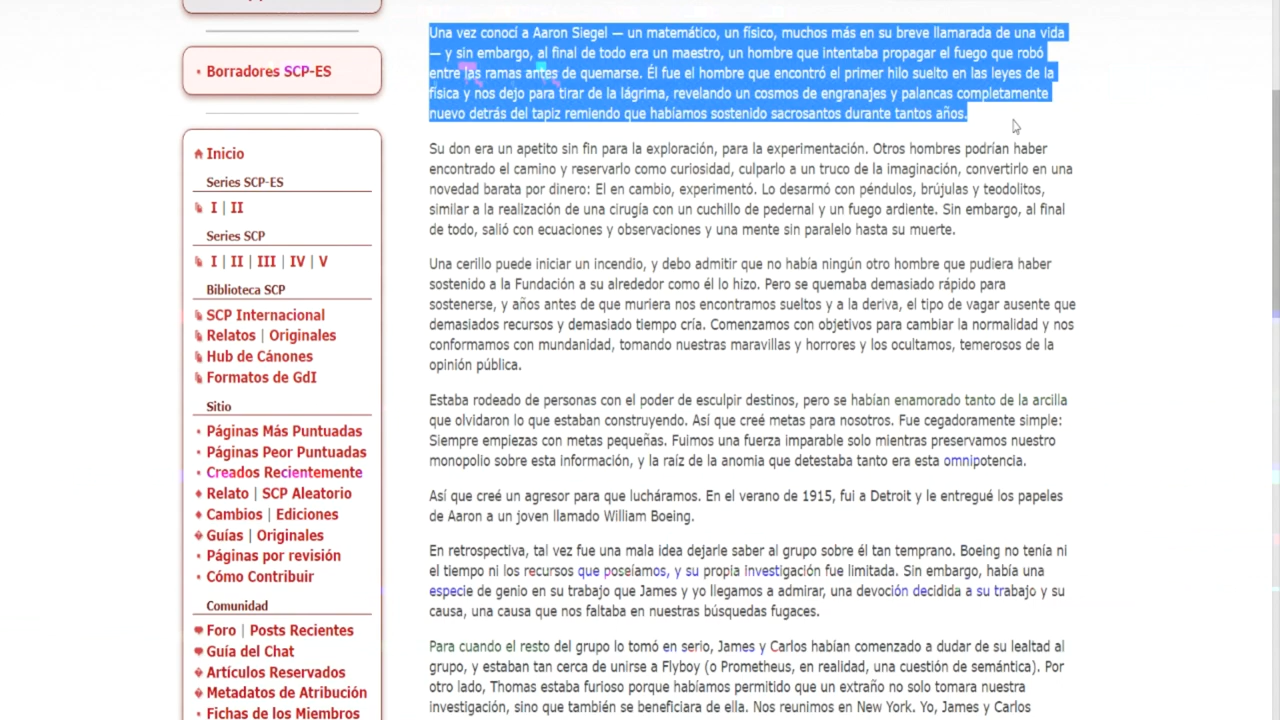 Borradores SCP-ES
Inicio
Series SCP-ES
I | II
Series SCP
I | II | III | IV | V
Biblioteca SCP
SCP Internacional
Relatos | Originales
Hub de Cánones
Formatos de GdI
Sitio
Páginas Más Puntuadas
Páginas Peor Puntuadas
Creados Recientemente
Relato | SCP Aleatorio
Cambios | Ediciones
Guías | Originales
Páginas por revisión
Cómo Contribuir
Comunidad
Foro | Posts Recientes
Guía del Chat
Artículos Reservados
Metadatos de Atribución
Fichas de los Miembros
Una vez conocí a Aaron Siegel — un matemático, un físico, muchos más en su breve llamarada de una vida
— y sin embargo, al final de todo era un maestro, un hombre que intentaba propagar el fuego que robó
entre las ramas antes de quemarse. Él fue el hombre que encontró el primer hilo suelto en las leyes de la
física y nos dejo para tirar de la lágrima, revelando un cosmos de engranajes y palancas completamente
nuevo detrás del tapiz remiendo que habíamos sostenido sacrosantos durante tantos años.
Su don era un apetito sin fin para la exploración, para la experimentación. Otros hombres podrían haber
encontrado el camino y reservarlo como curiosidad, culparlo a un truco de la imaginación, convertirlo en una
novedad barata por dinero: El en cambio, experimentó. Lo desarmó con péndulos, brújulas y teodolitos,
similar a la realización de una cirugía con un cuchillo de pedernal y un fuego ardiente. Sin embargo, al final
de todo, salió con ecuaciones y observaciones y una mente sin paralelo hasta su muerte.
Una cerillo puede iniciar un incendio, y debo admitir que no había ningún otro hombre que pudiera haber
sostenido a la Fundación a su alrededor como él lo hizo. Pero se quemaba demasiado rápido para
sostenerse, y años antes de que muriera nos encontramos sueltos y a la deriva, el tipo de vagar ausente que
demasiados recursos y demasiado tiempo cría. Comenzamos con objetivos para cambiar la normalidad y nos
conformamos con mundanidad, tomando nuestras maravillas y horrores y los ocultamos, temerosos de la
opinión pública.
Estaba rodeado de personas con el poder de esculpir destinos, pero se habían enamorado tanto de la arcilla
que olvidaron lo que estaban construyendo. Así que creé metas para nosotros. Fue cegadoramente simple:
Siempre empiezas con metas pequeñas. Fuimos una fuerza imparable solo mientras preservamos nuestro
monopolio sobre esta información, y la raíz de la anomia que detestaba tanto era esta omnipotencia.
Así que creé un agresor para que lucháramos. En el verano de 1915, fui a Detroit y le entregué los papeles
de Aaron a un joven llamado William Boeing.
En retrospectiva, tal vez fue una mala idea dejarle saber al grupo sobre él tan temprano. Boeing no tenía ni
el tiempo ni los recursos que poseíamos, y su propia investigación fue limitada. Sin embargo, había una
especie de genio en su trabajo que James y yo llegamos a admirar, una devoción decidida a su trabajo y su
causa, una causa que nos faltaba en nuestras búsquedas fugaces.
Para cuando el resto del grupo lo tomó en serio, James y Carlos habían comenzado a dudar de su lealtad al
grupo, y estaban tan cerca de unirse a Flyboy (o Prometheus, en realidad, una cuestión de semántica). Por
otro lado, Thomas estaba furioso porque habíamos permitido que un extraño no solo tomara nuestra
investigación, sino que también se beneficiara de ella. Nos reunimos en New York. Yo, James y Carlos